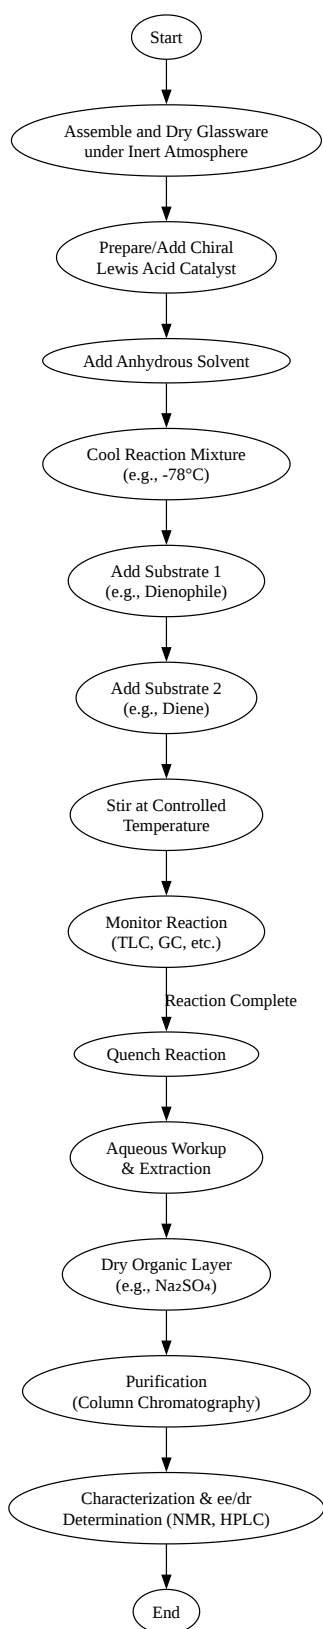 Start
Assemble and Dry Glassware
under Inert Atmosphere
Prepare/Add Chiral
Lewis Acid Catalyst
Add Anhydrous Solvent
Cool Reaction Mixture
(e.g., -78°C)
Add Substrate 1
(e.g., Dienophile)
Add Substrate 2
(e.g., Diene)
Stir at Controlled
Temperature
Monitor Reaction
(TLC, GC, etc.)
Reaction Complete
Quench Reaction
Aqueous Workup
& Extraction
Dry Organic Layer
(e.g., Na₂SO₄)
Purification
(Column Chromatography)
Characterization & ee/dr
Determination (NMR, HPLC)
End